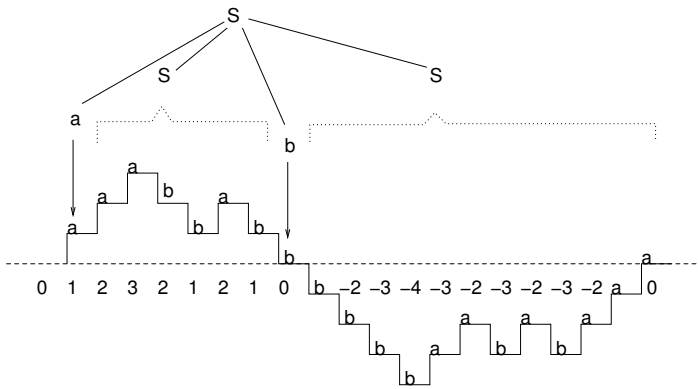 S
S S
a
b
a
a b
a a
a b b
b a
0 1 2 3 2 1 2 1 0 b −2 −3 −4 −3 −2 −3 −2 −3 −2 a 0
b a a a
b a b b
b